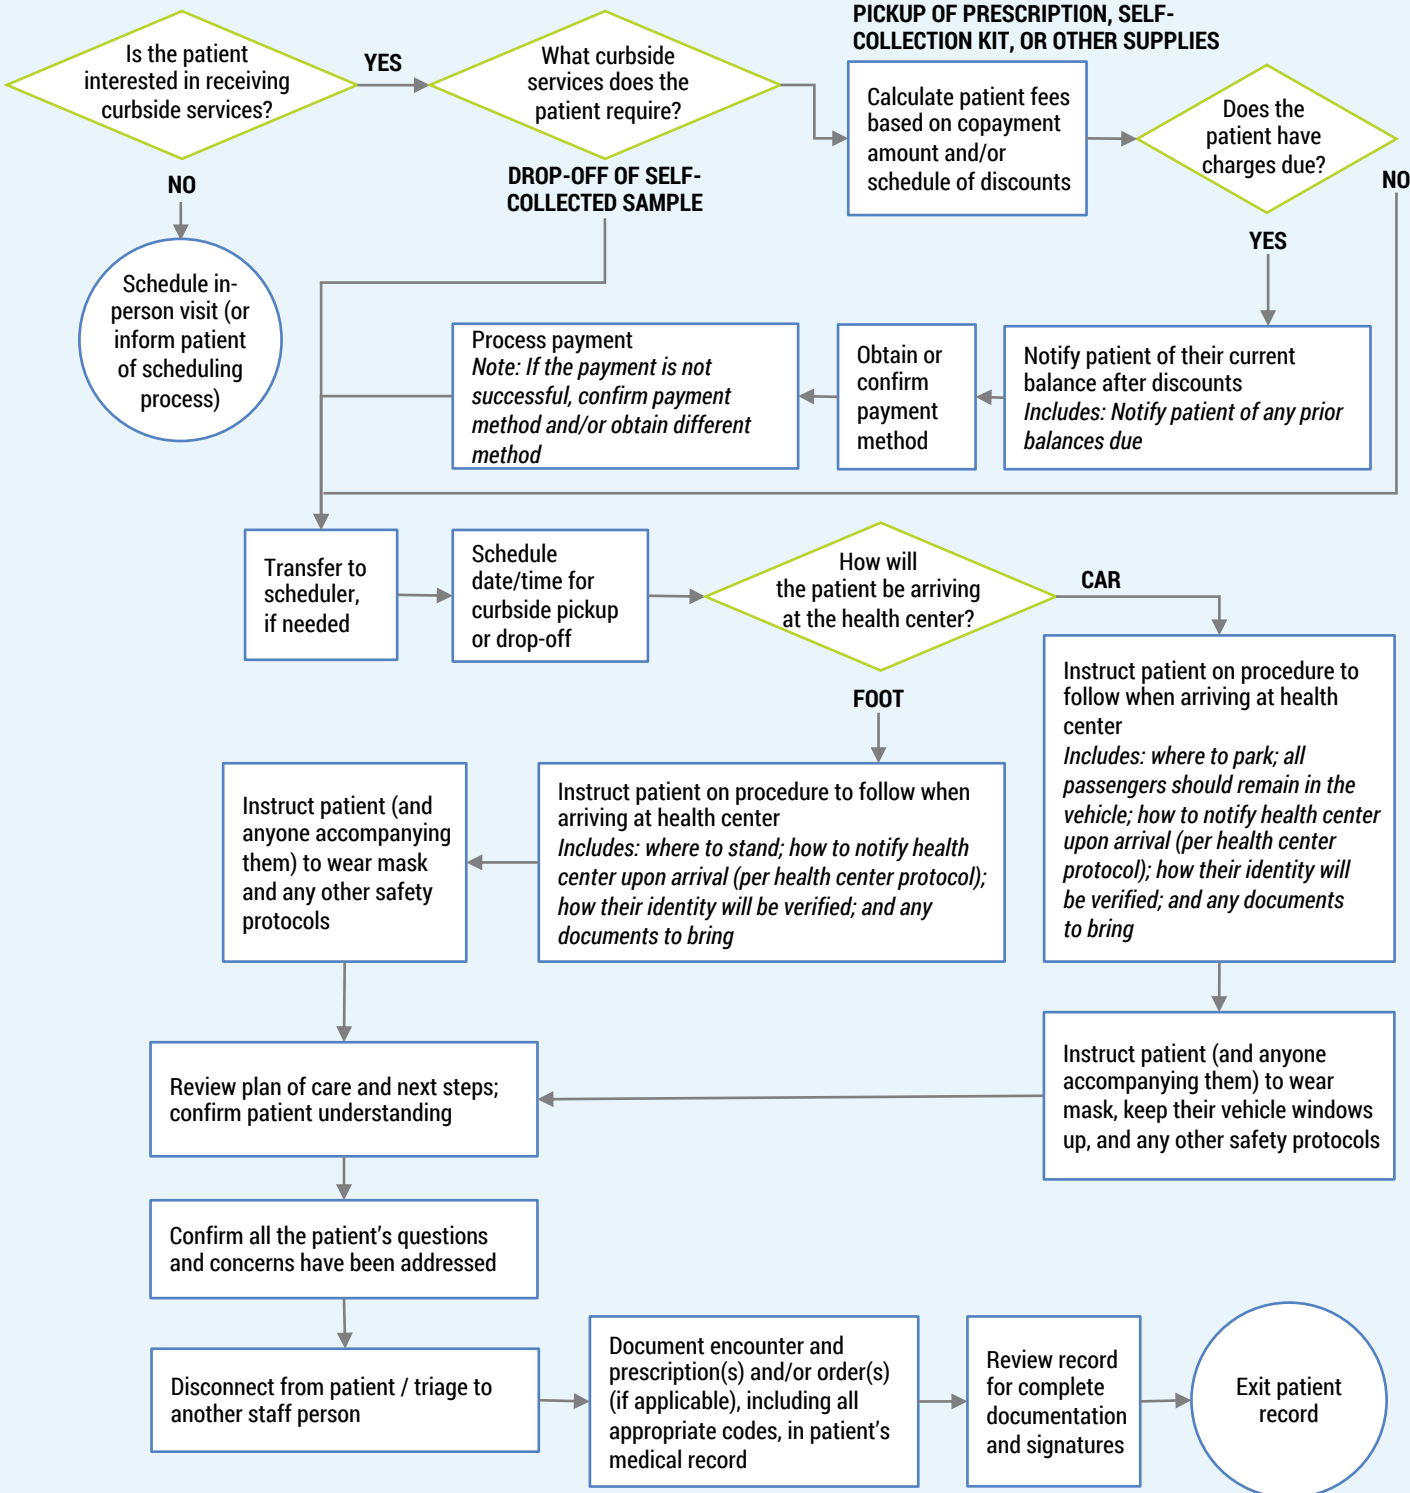 Is the patient
interested in receiving
curbside services?
YES
What curbside
services does the
patient require?
PICKUP OF PRESCRIPTION, SELF-
COLLECTION KIT, OR OTHER SUPPLIES
Calculate patient fees
based on copayment
amount and/or
schedule of discounts
Does the
patient have
charges due?
NO
NO
DROP-OFF OF SELF-
COLLECTED SAMPLE
YES
Schedule in-
person visit (or
inform patient
of scheduling
process)
Process payment
Note: If the payment is not
successful, confirm payment
method and/or obtain different
method
Obtain or
confirm
payment
method
Notify patient of their current
balance after discounts
Includes: Notify patient of any prior
balances due
Transfer to
scheduler,
if needed
Schedule
date/time for
curbside pickup
or drop-off
How will
the patient be arriving
at the health center?
CAR
FOOT
Instruct patient on procedure to
follow when arriving at health
center
Includes: where to park; all
passengers should remain in the
vehicle; how to notify health center
upon arrival (per health center
protocol); how their identity will
be verified; and any documents
to bring
Instruct patient (and
anyone accompanying
them) to wear mask
and any other safety
protocols
Instruct patient on procedure to follow when
arriving at health center
Includes: where to stand; how to notify health
center upon arrival (per health center protocol);
how their identity will be verified; and any
documents to bring
Review plan of care and next steps;
confirm patient understanding
Instruct patient (and anyone
accompanying them) to wear
mask, keep their vehicle windows
up, and any other safety protocols
Confirm all the patient’s questions
and concerns have been addressed
Disconnect from patient / triage to
another staff person
Document encounter and
prescription(s) and/or order(s)
(if applicable), including all
appropriate codes, in patient’s
medical record
Review record
for complete
documentation
and signatures
Exit patient
record